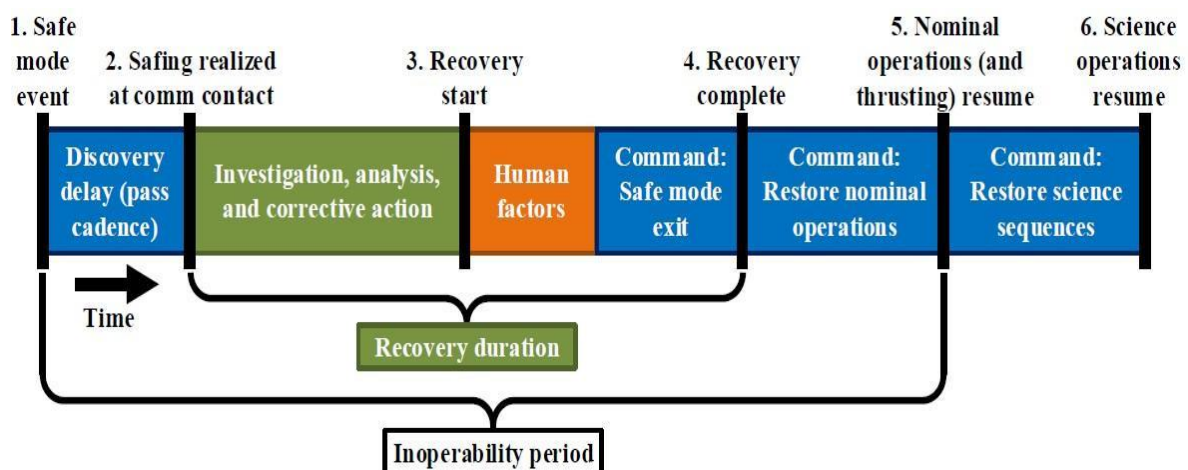 1. Safe
mode
event
2. Safing realized
at comm contact
3. Recovery
start
4. Recovery
complete
5. Nominal
operations (and
thrusting) resume
6. Science
operations
resume
Discovery
delay (pass
cadence)
Investigation, analysis,
and corrective action
Human
factors
Command:
Safe mode
exit
Command:
Restore nominal
operations
Command:
Restore science
sequences
Time
Recovery duration
Inoperability period